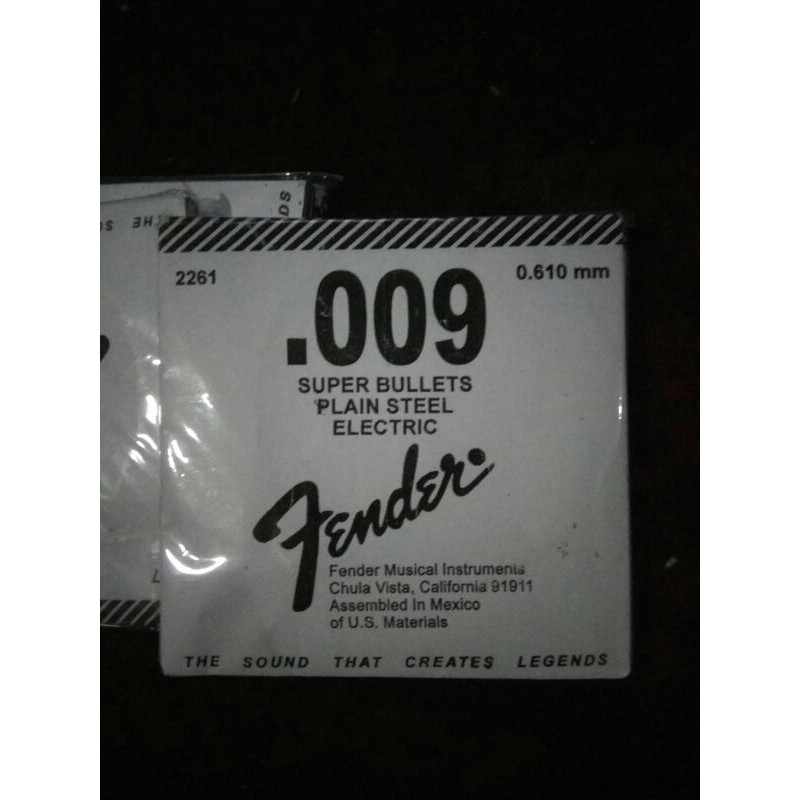 2261
.009
0.610 mm
SUPER BULLETS
PLAIN STEEL
ELECTRIC
Fender
Fender Musical Instruments
Chula Vista, California 91911
Assembled In Mexico
of U.S. Materials
THE SOUND THAT CREATES LEGENDS